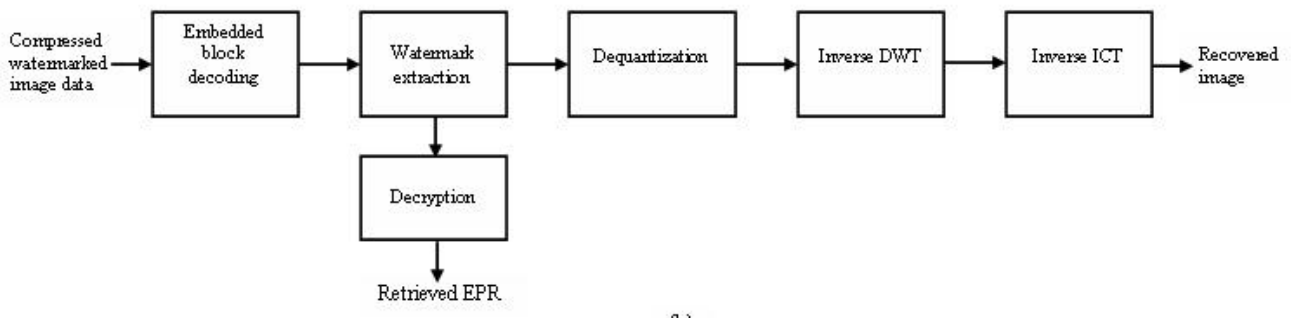 Compressed
watermarked
image data
Embedded
block
decoding
Watermark
extraction
Dequantization
Inverse DWT
Inverse ICT
Recovered
image
Decryption
Retrieved EPR